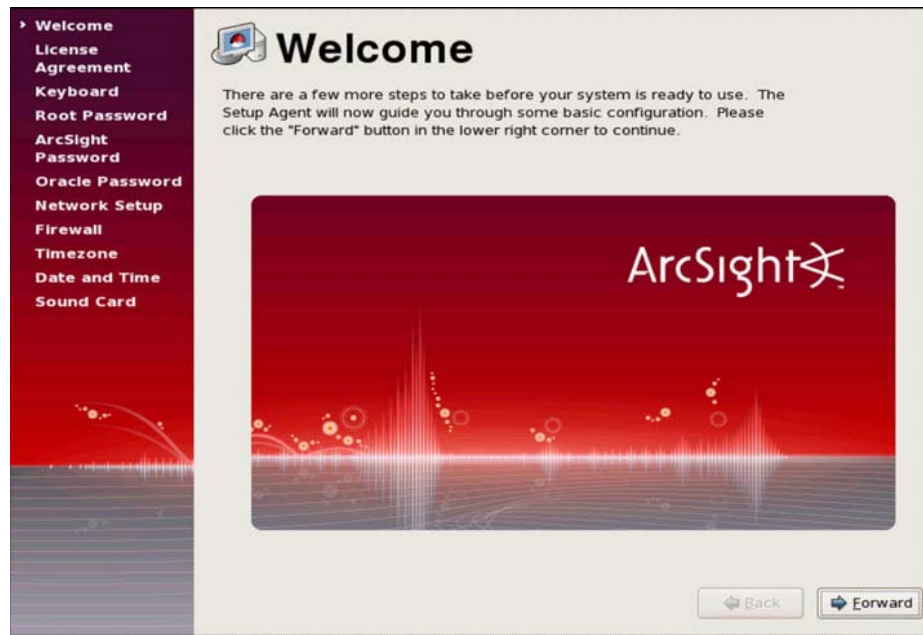 Welcome
License
Agreement
Keyboard
Root Password
ArcSight
Password
Oracle Password
Network Setup
Firewall
Timezone
Date and Time
Sound Card
Welcome
There are a few more steps to take before your system is ready to use. The
Setup Agent will now guide you through some basic configuration. Please
click the "Forward" button in the lower right corner to continue.
ArcSight
Back
Forward